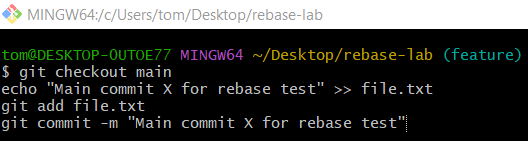 MINGW64:/c/Users/tom/Desktop/rebase-lab
tom@DESKTOP-OUTOE77 MINGW64 ~/Desktop/rebase-lab (feature)
$ git checkout main
echo "Main commit X for rebase test" >> file.txt
git add file.txt
git commit -m "Main commit X for rebase test"